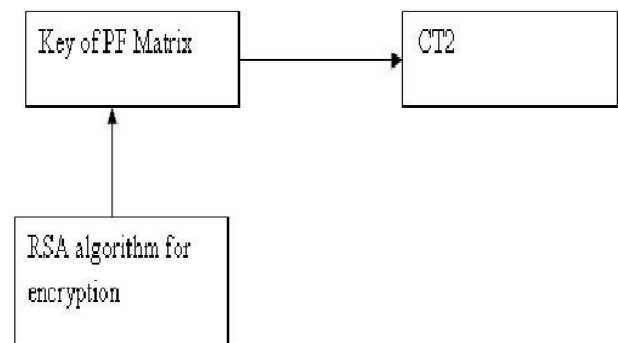 Key of PF Matrix
CT2
RSA algorithm for
encryption